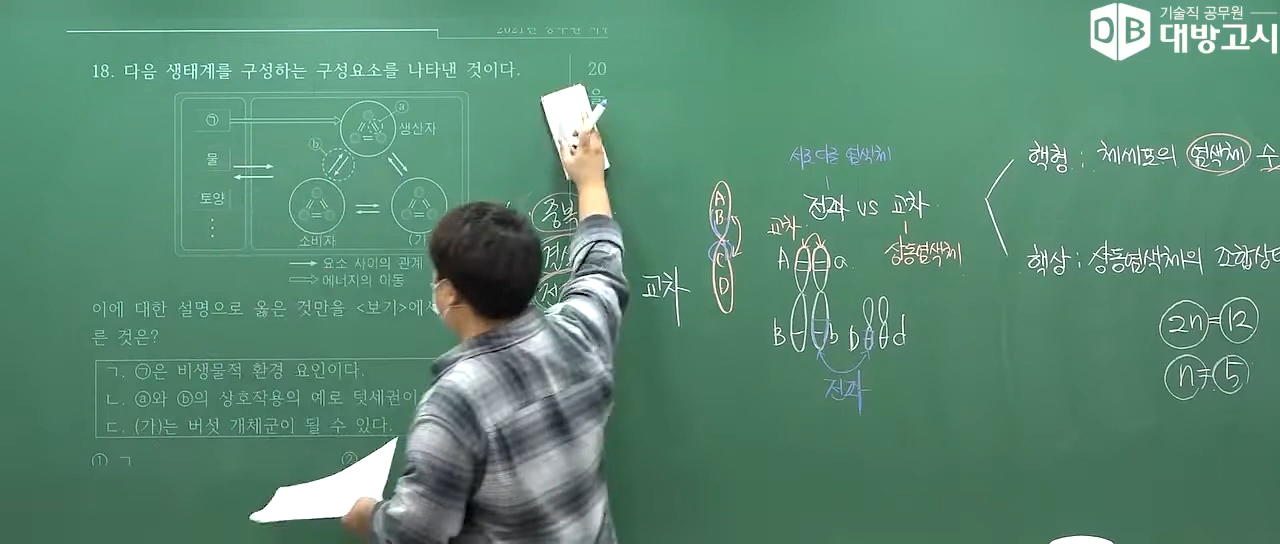 기술직 공무원
대방고시
18. 다음 생태계를 구성하는 구성요소를 나타낸 것이다.
20
을
㉠
물
토양
ⓐ
ⓑ
생산자
소비자
(가
요소 사이의 관계
에너지의 이동
이에 대한 설명으로 옳은 것만을 <보기>에서
른 것은?
ㄱ. ㉠은 비생물적 환경 요인이다.
ㄴ. ⓐ와 ⓑ의 상호작용의 예로 텃세권이
ㄷ. (가)는 버섯 개체군이 될 수 있다.
① ㄱ
②
중복
교차
A
B
C
D
서로 다른 염색체
전좌 vs 교차
교차
상동염색체
A a
B b D d
전좌
핵형 : 체세포의 염색체 수
핵상 : 상동염색체의 조합상태
2n=12
n=5